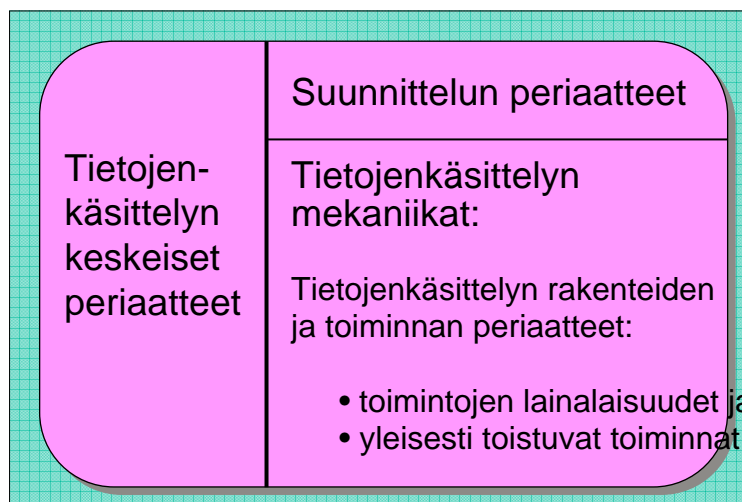 Tietojen-
käsittelyn
keskeiset
periaatteet
Suunnittelun periaatteet
Tietojenkäsittelyn
mekaniikat:
Tietojenkäsittelyn rakenteiden
ja toiminnan periaatteet:
• toimintojen lainalaisuudet ja
• yleisesti toistuvat toiminnat